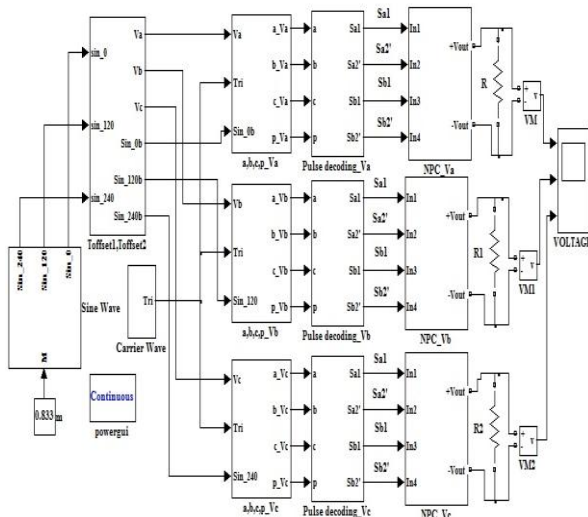 sin_0
sin_120
sin_240
Va
Vb
Vc
Sin_0b
Sin_120b
Sin_240b
Toffset1,Toffset2
Sin_240
Sin_120
Sin_0
M
Sine Wave
0.833
m
Continuous
powergui
Tri
Carrier Wave
Va
Tri
Sin_0b
a_Va
b_Va
c_Va
p_Va
a,b,c,p_Va
a
b
c
p
Sa1
Sa2'
Sb1
Sb2'
Pulse decoding_Va
Sa1
Sa2'
Sb1
Sb2'
In1
In2
In3
In4
+Vout
-Vout
NPC_Va
R
+
-
v
VM
VOLTAGE
Vb
Tri
Sin_120
a_Vb
b_Vb
c_Vb
p_Vb
a,b,c,p_Vb
a
b
c
p
Sa1
Sa2'
Sb1
Sb2'
Pulse decoding_Vb
Sa1
Sa2'
Sb1
Sb2'
In1
In2
In3
In4
+Vout
-Vout
NPC_Vb
R1
+
-
v
VM1
Vc
Tri
Sin_240
a_Vc
b_Vc
c_Vc
p_Vc
a,b,c,p_Vc
a
b
c
p
Sa1
Sa2'
Sb1
Sb2'
Pulse decoding_Vc
Sa1
Sa2'
Sb1
Sb2'
In1
In2
In3
In4
+Vout
-Vout
NPC_Vc
R2
+
-
v
VM2